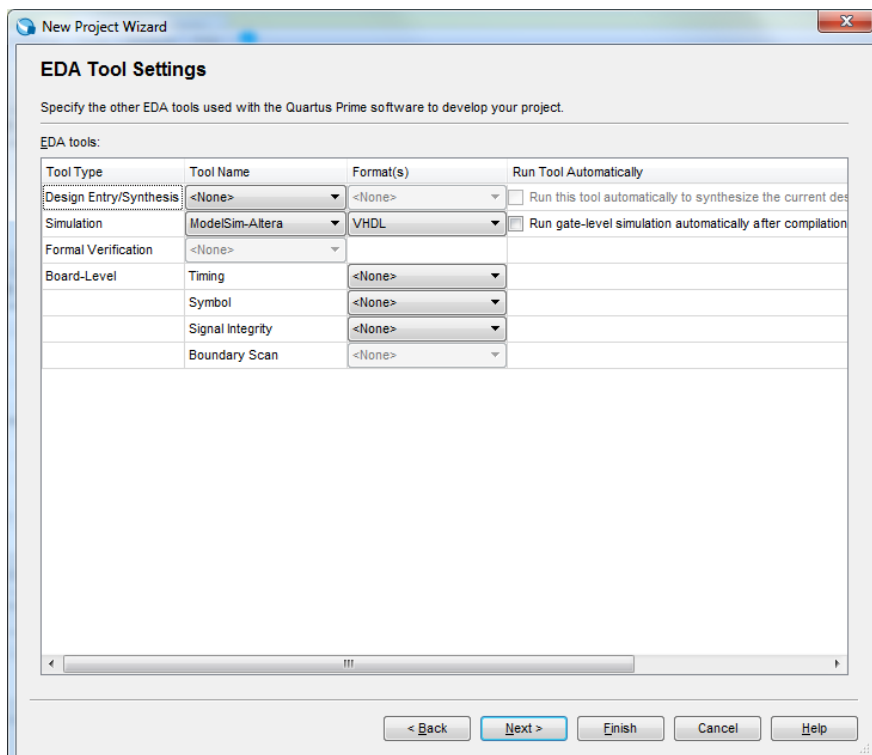 New Project Wizard
EDA Tool Settings
Specify the other EDA tools used with the Quartus Prime software to develop your project.
EDA tools:
Tool Type Tool Name Format(s) Run Tool Automatically
Design Entry/Synthesis <None> <None> Run this tool automatically to synthesize the current des
Simulation ModelSim-Altera VHDL Run gate-level simulation automatically after compilation
Formal Verification <None>
Board-Level Timing <None>
Symbol <None>
Signal Integrity <None>
Boundary Scan <None>
< Back Next > Finish Cancel Help